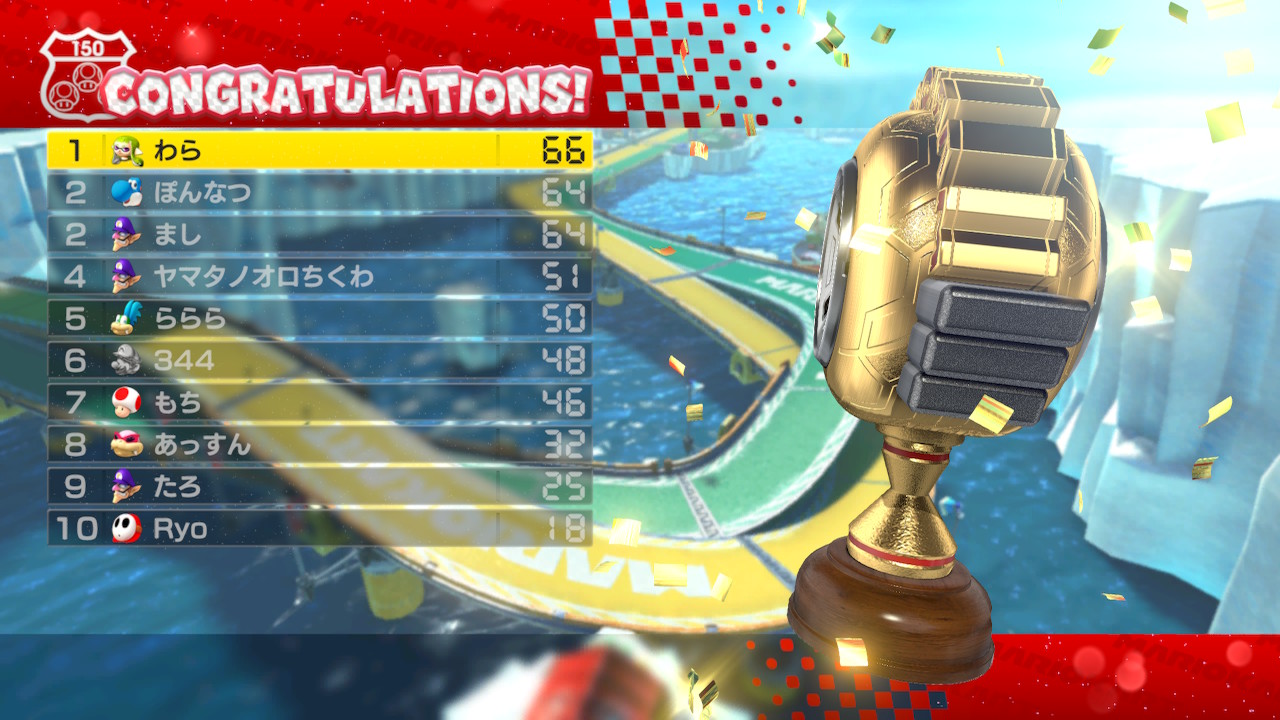 150
CONGRATULATIONS!
1 わら 66
2 ぽんなつ 64
2 まし 64
4 ヤマタノオロちくわ 51
5 ららら 50
6 344 48
7 もち 46
8 あっすん 32
9 たろ 25
10 Ryo 18